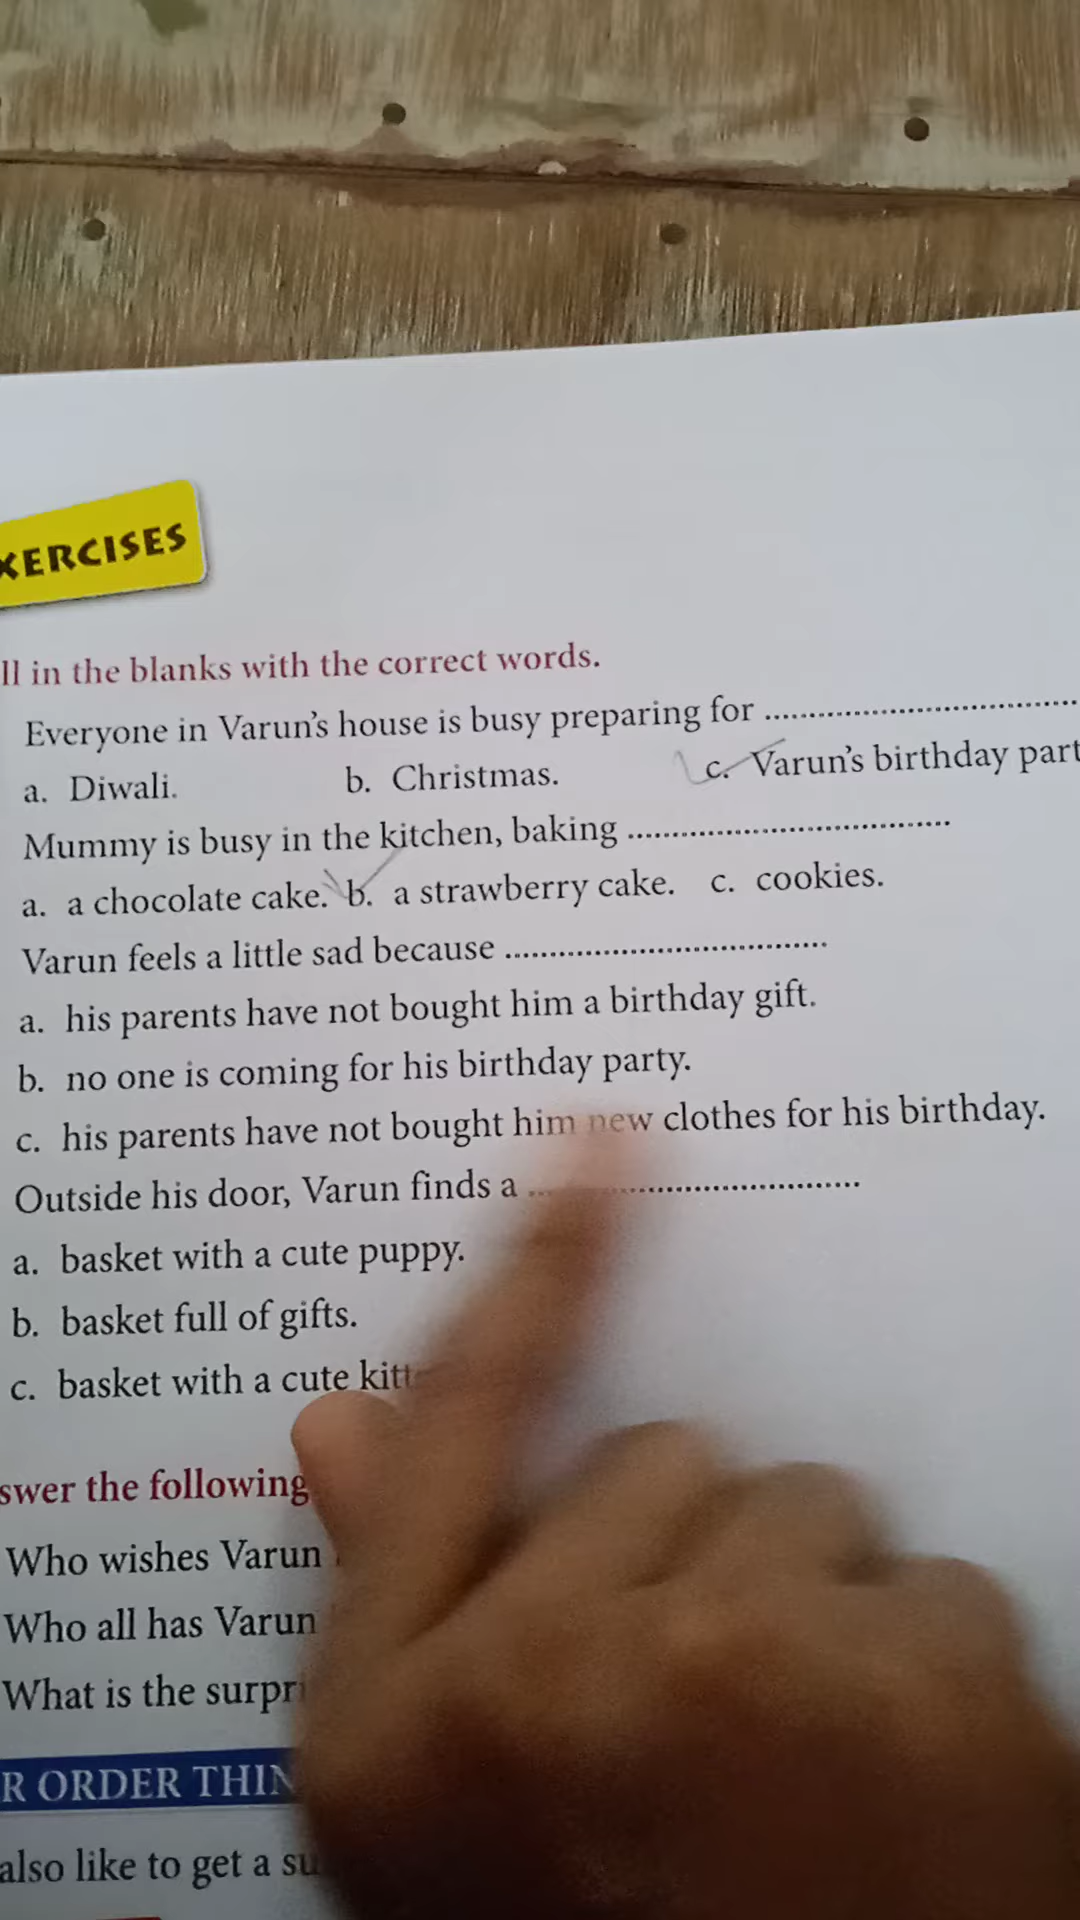 XERCISES
ll in the blanks with the correct words.
Everyone in Varun's house is busy preparing for ....................................
a. Diwali. b. Christmas. c. Varun's birthday part
Mummy is busy in the kitchen, baking ....................................
a. a chocolate cake. b. a strawberry cake. c. cookies.
Varun feels a little sad because ....................................
a. his parents have not bought him a birthday gift.
b. no one is coming for his birthday party.
c. his parents have not bought him new clothes for his birthday.
Outside his door, Varun finds a ....................................
a. basket with a cute puppy.
b. basket full of gifts.
c. basket with a cute kitt
swer the following
Who wishes Varun
Who all has Varun
What is the surpri
R ORDER THIN
also like to get a su